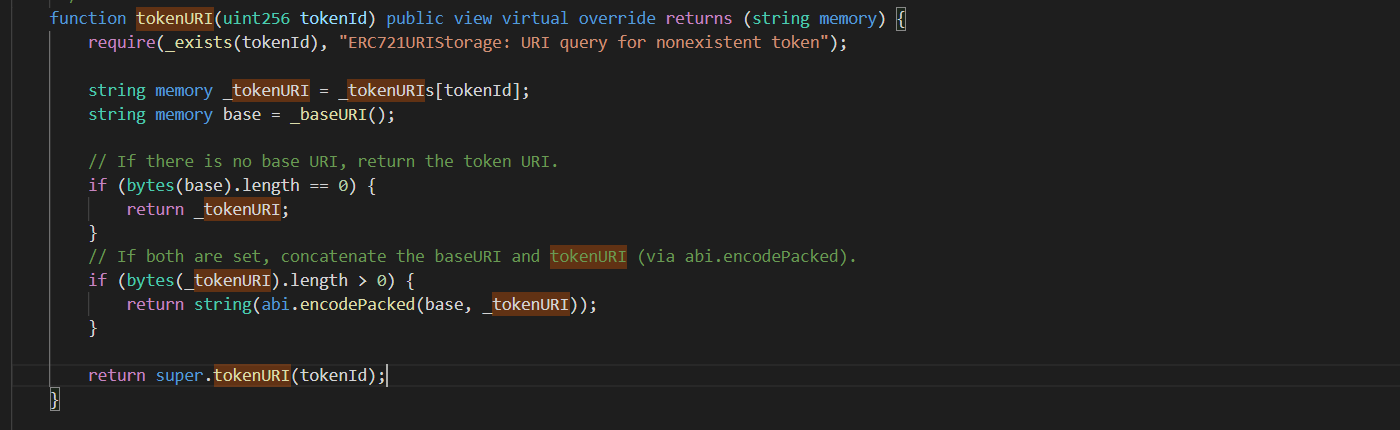 function tokenURI(uint256 tokenId) public view virtual override returns (string memory) {
require(_exists(tokenId), "ERC721URIStorage: URI query for nonexistent token");
string memory _tokenURI = _tokenURIs[tokenId];
string memory base = _baseURI();
// If there is no base URI, return the token URI.
if (bytes(base).length == 0) {
return _tokenURI;
}
// If both are set, concatenate the baseURI and tokenURI (via abi.encodePacked).
if (bytes(_tokenURI).length > 0) {
return string(abi.encodePacked(base, _tokenURI));
}
return super.tokenURI(tokenId);
}